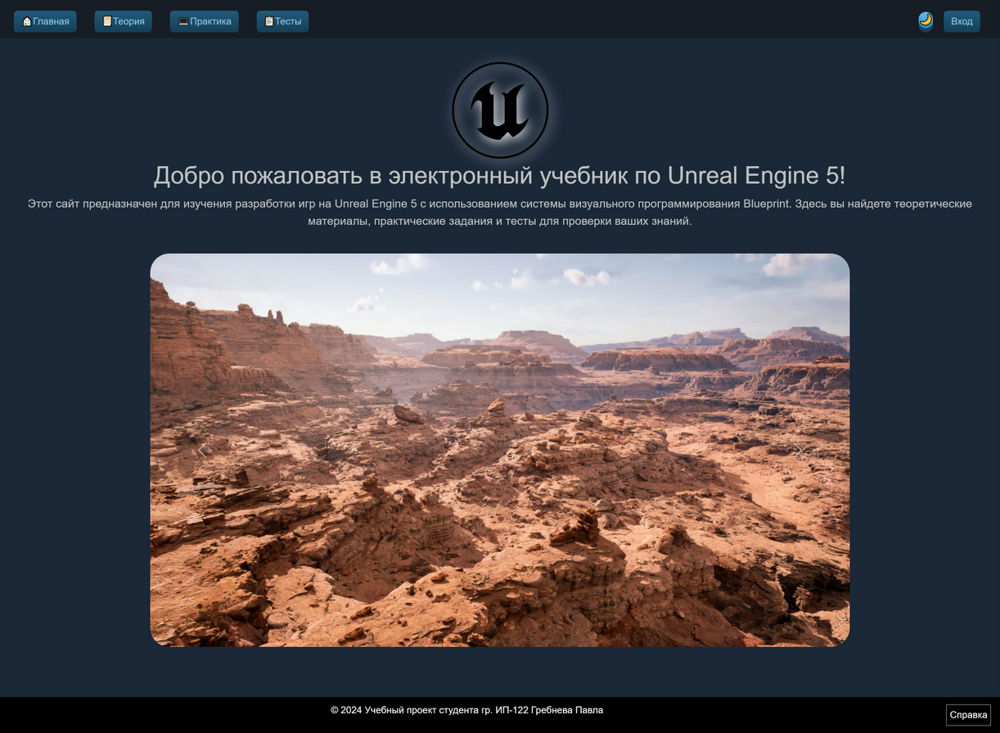 Главная Теория Практика Тесты Вход
Добро пожаловать в электронный учебник по Unreal Engine 5!
Этот сайт предназначен для изучения разработки игр на Unreal Engine 5 с использованием системы визуального программирования Blueprint. Здесь вы найдете теоретические
материалы, практические задания и тесты для проверки ваших знаний.
© 2024 Учебный проект студента гр. ИП-122 Гребнева Павла
Справка